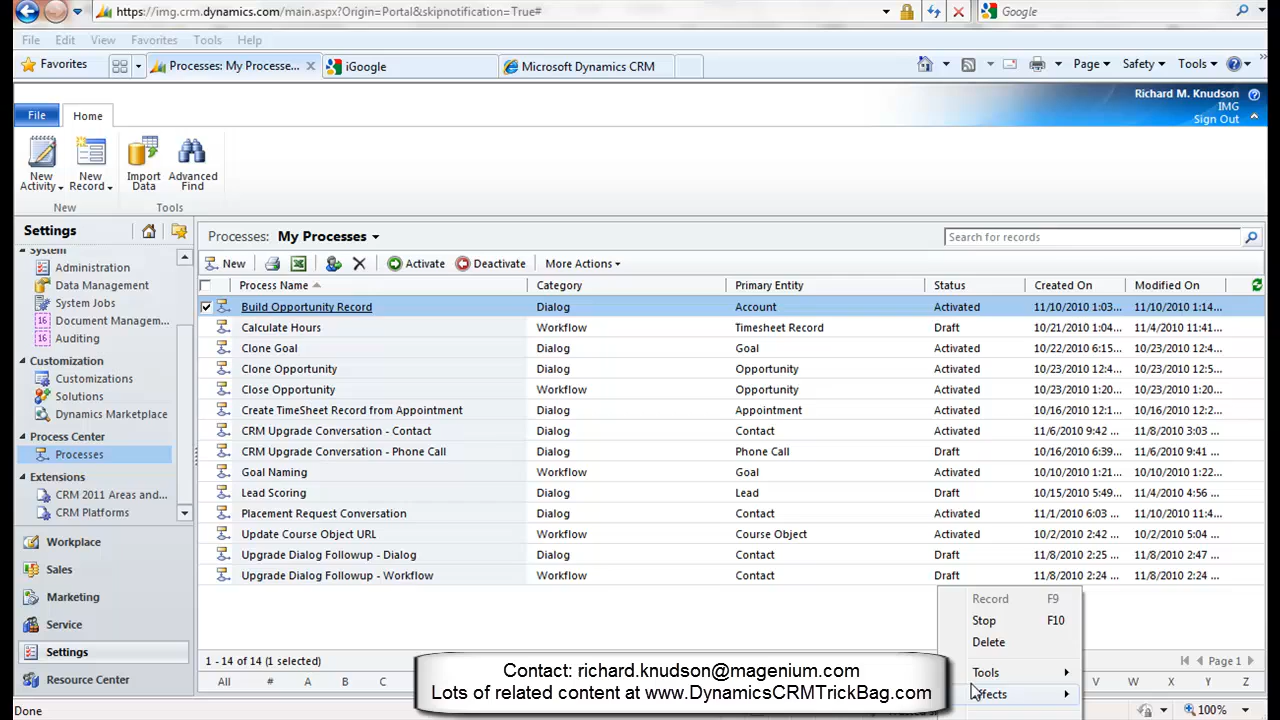 https://img.crm.dynamics.com/main.aspx?Origin=Portal&skipnotification=True#
Google
File Edit View Favorites Tools Help
Favorites
Processes: My Processe...
iGoogle
Microsoft Dynamics CRM
Page Safety Tools
Richard M. Knudson
IMG
Sign Out
File Home
New Activity
New Record
Import Data
Advanced Find
New
Tools
Settings
System
Administration
Data Management
System Jobs
16 Document Managem...
16 Auditing
Customization
Customizations
Solutions
Dynamics Marketplace
Process Center
Processes
Extensions
CRM 2011 Areas and...
CRM Platforms
Workplace
Sales
Marketing
Service
Settings
Resource Center
Processes: My Processes
Search for records
New Activate Deactivate More Actions
Process Name Category Primary Entity Status Created On Modified On
Build Opportunity Record Dialog Account Activated 11/10/2010 1:03... 11/10/2010 1:14...
Calculate Hours Workflow Timesheet Record Draft 10/21/2010 1:04... 11/4/2010 11:41...
Clone Goal Dialog Goal Activated 10/22/2010 6:15... 10/23/2010 12:4...
Clone Opportunity Dialog Opportunity Activated 10/23/2010 12:4... 10/23/2010 12:5...
Close Opportunity Workflow Opportunity Activated 10/23/2010 1:20... 10/23/2010 1:20...
Create TimeSheet Record from Appointment Dialog Appointment Activated 10/16/2010 12:1... 10/16/2010 12:2...
CRM Upgrade Conversation - Contact Dialog Contact Activated 11/6/2010 9:42 ... 11/8/2010 3:03 ...
CRM Upgrade Conversation - Phone Call Dialog Phone Call Draft 10/16/2010 6:39... 11/6/2010 9:41 ...
Goal Naming Workflow Goal Activated 10/10/2010 1:21... 10/10/2010 1:22...
Lead Scoring Dialog Lead Draft 10/15/2010 5:49... 11/4/2010 4:56 ...
Placement Request Conversation Dialog Contact Activated 11/1/2010 6:03 ... 11/10/2010 11:4...
Update Course Object URL Workflow Course Object Activated 10/2/2010 2:42 ... 10/2/2010 5:04 ...
Upgrade Dialog Followup - Dialog Dialog Contact Draft 11/8/2010 2:25 ... 11/8/2010 2:47 ...
Upgrade Dialog Followup - Workflow Workflow Contact Draft 11/8/2010 2:24 ... 11/8/2010 2:24 ...
Record F9
Stop F10
Delete
Tools
1 - 14 of 14 (1 selected)
Page 1
All # A B C V W X Y Z
Contact: richard.knudson@magenium.com
Lots of related content at www.DynamicsCRMTrickBag.com
Done
100%